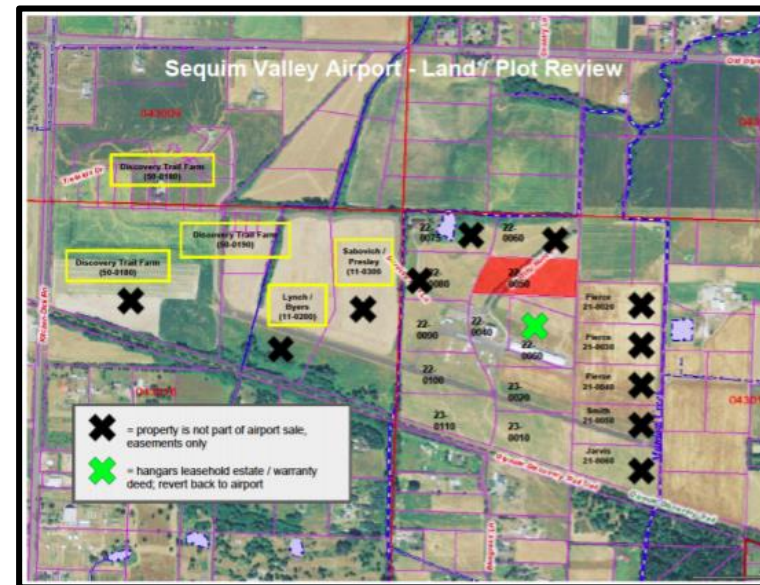 Sequim Valley Airport - Land / Plot Review
043009
Discovery Trail Farm
(50-0180)
Discovery Trail Farm
(50-0190)
Discovery Trail Farm
(50-0180)
Lynch /
Byers
(11-0200)
Sabovich /
Presley
(11-0300
22-
0075
22-
0060
22-
0080
22-
0050
22-
0090
22-
0040
22-
0060
22-
0100
23-
0020
23-
0110
23-
0010
Pierce
21-0020
Pierce
21-0030
Pierce
21-0040
Smith
21-0050
Jarvis
21-0060
= property is not part of airport sale,
easements only
= hangars leasehold estate / warranty
deed; revert back to airport